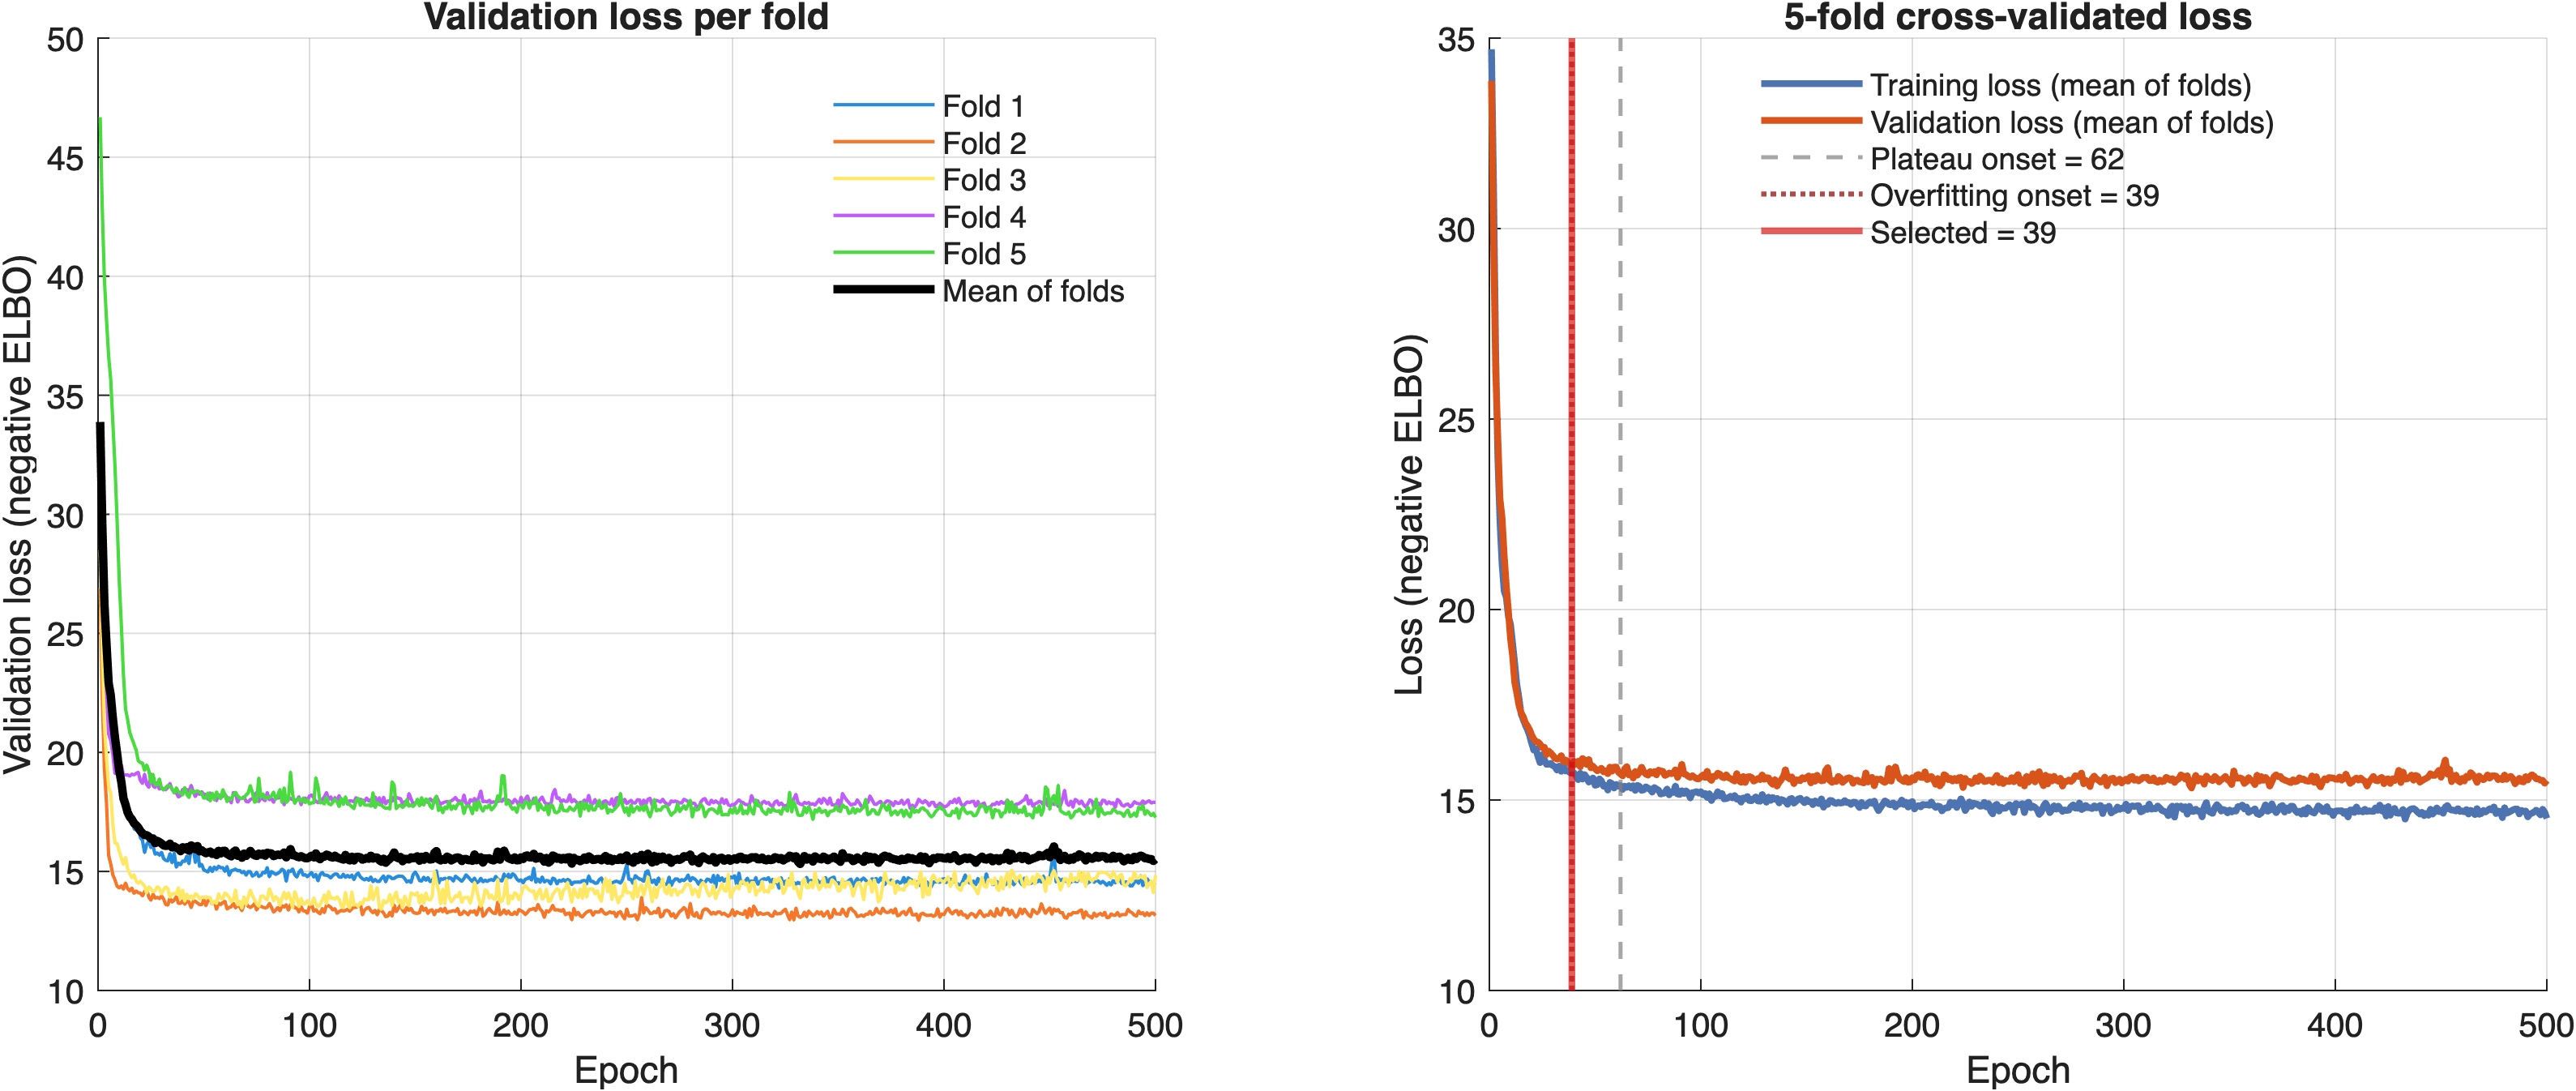 Validation loss per fold
Validation loss (negative ELBO)
50
45
40
35
30
25
20
15
10
Fold 1
Fold 2
Fold 3
Fold 4
Fold 5
Mean of folds
0
100
200
300
400
500
Epoch
5-fold cross-validated loss
Loss (negative ELBO)
35
30
25
20
15
10
Training loss (mean of folds)
Validation loss (mean of folds)
Plateau onset = 62
Overfitting onset = 39
Selected = 39
0
100
200
300
400
500
Epoch